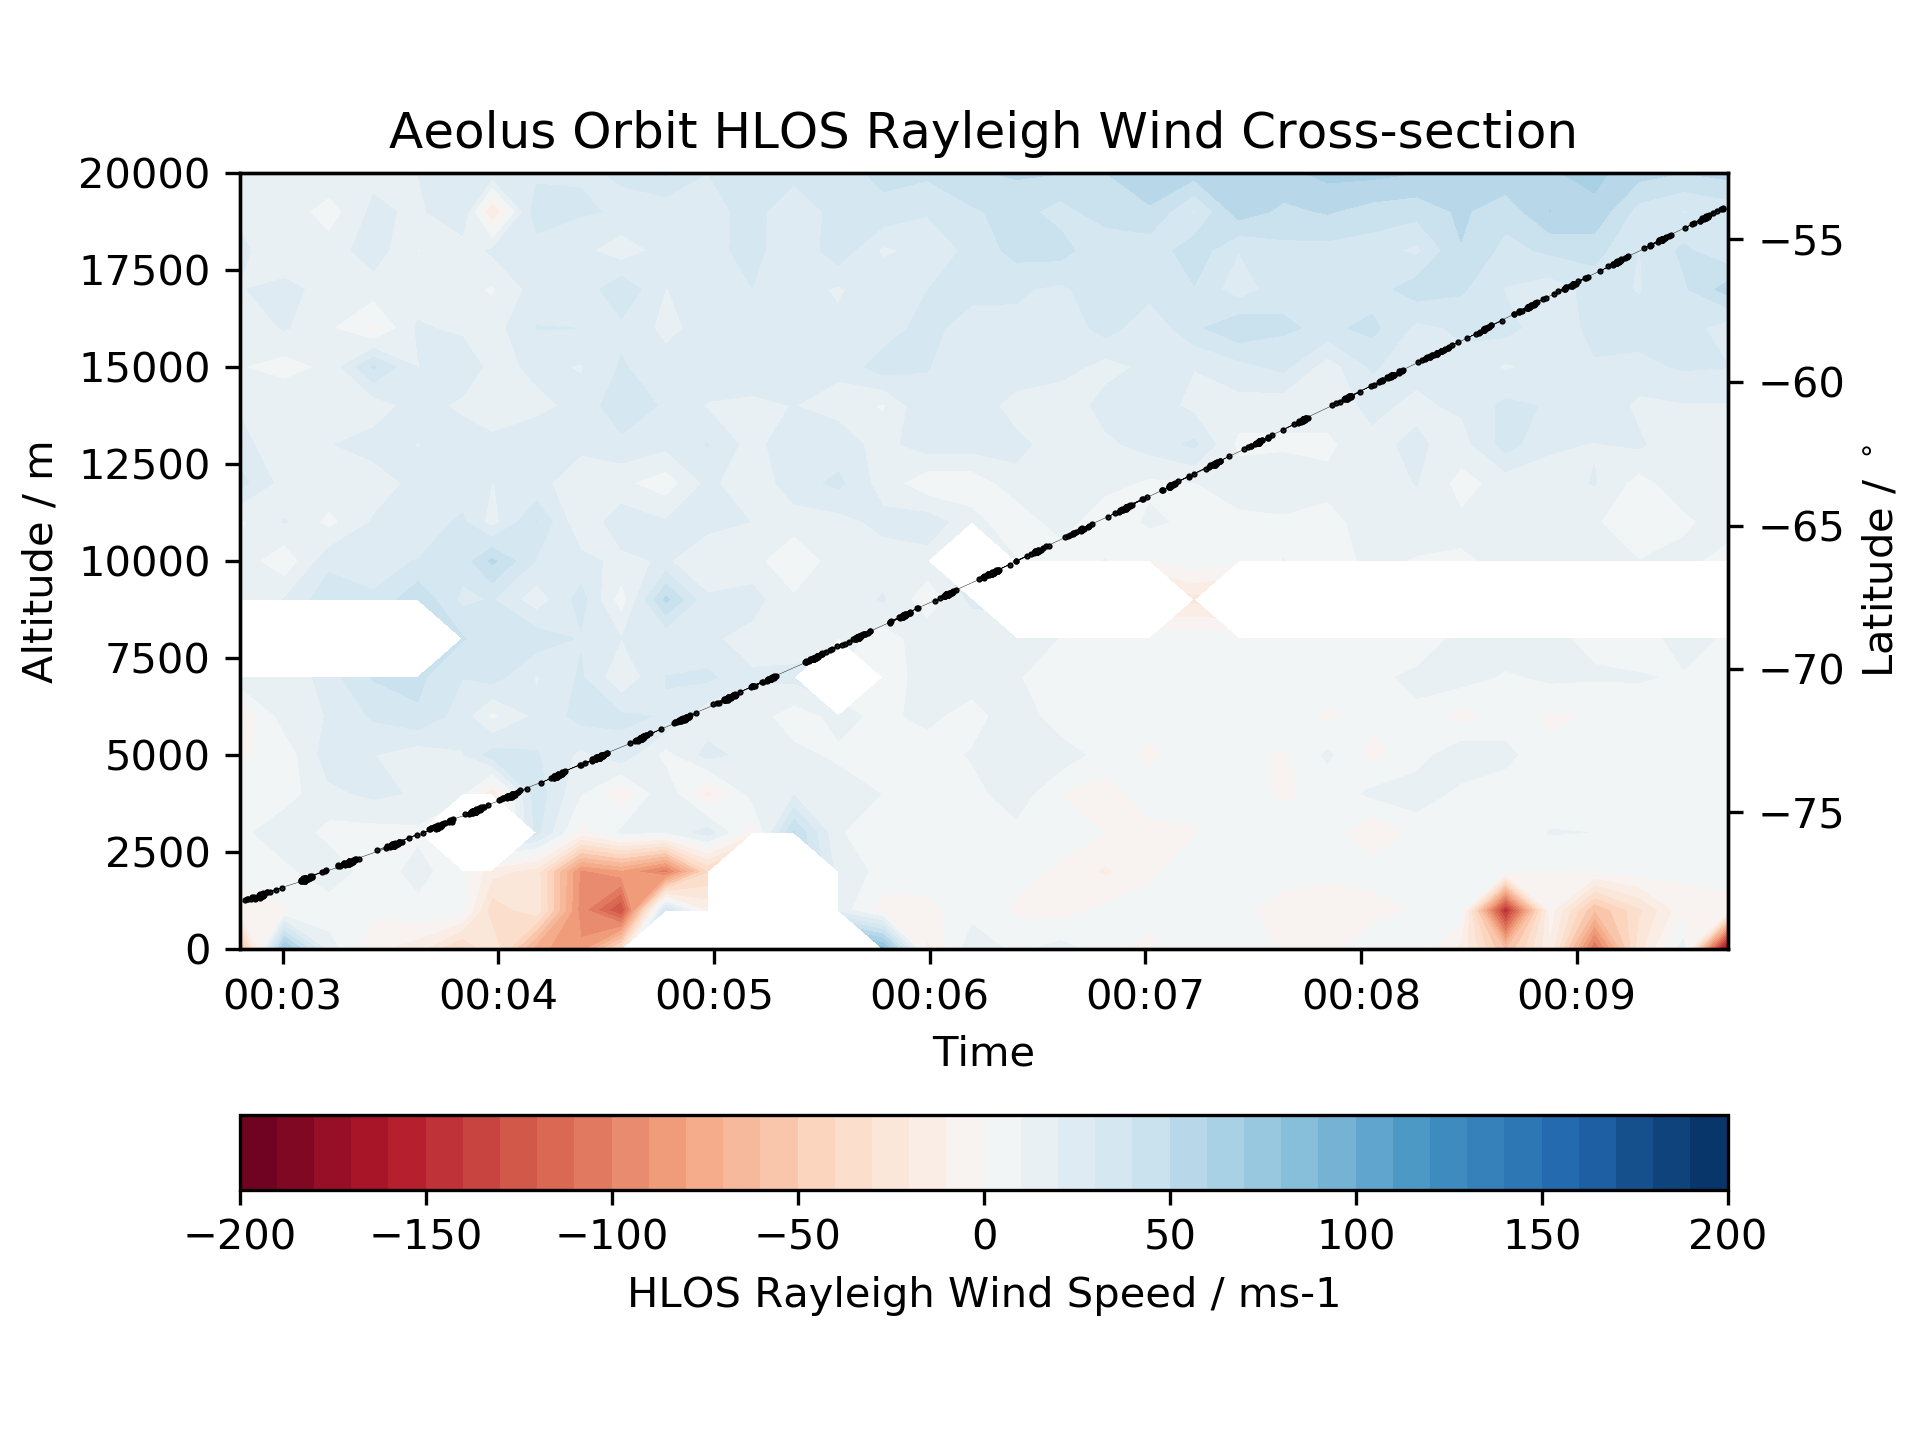 Aeolus Orbit HLOS Rayleigh Wind Cross-section
20000
17500
15000
12500
10000
7500
5000
2500
0
Altitude / m
−55
−60
−65
−70
−75
Latitude / °
00:03 00:04 00:05 00:06 00:07 00:08 00:09
Time
−200 −150 −100 −50 0 50 100 150 200
HLOS Rayleigh Wind Speed / ms-1